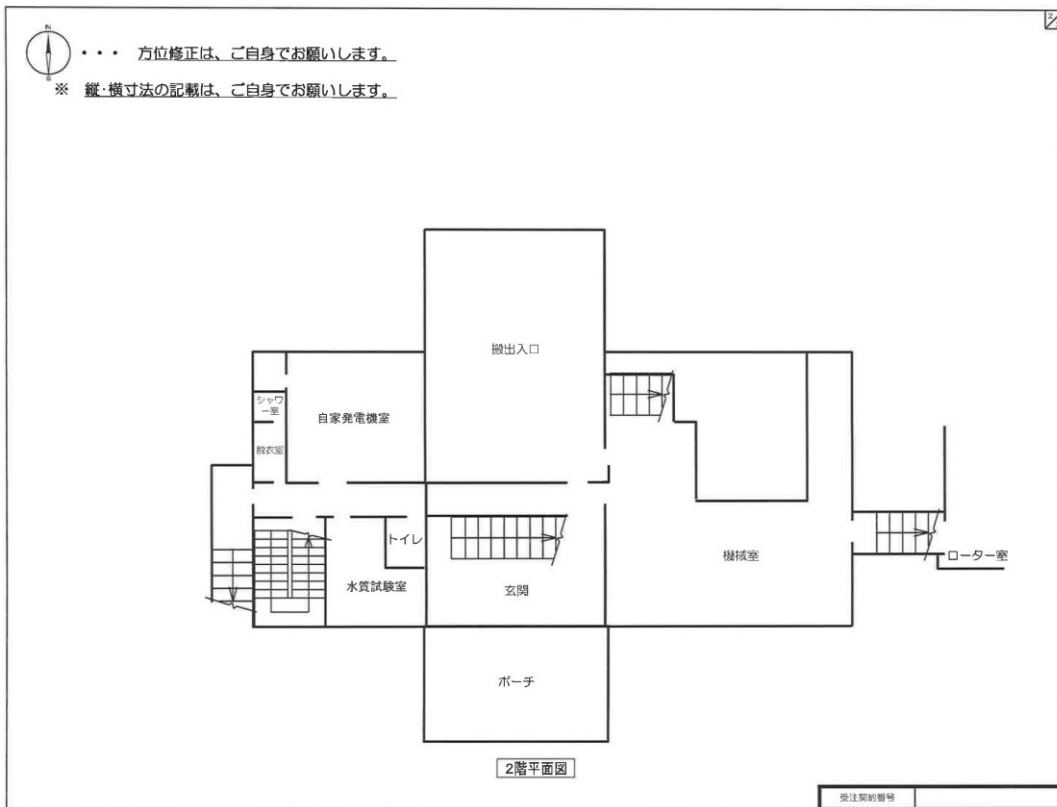 N
S
・・・ 方位修正は、ご自身でお願いします。
※ 縦・横寸法の記載は、ご自身でお願いします。
搬出入口
シャワ
ー室
自家発電機室
脱衣室
トイレ
水質試験室
玄関
機械室
ローター室
ポーチ
2階平面図
受注契約番号